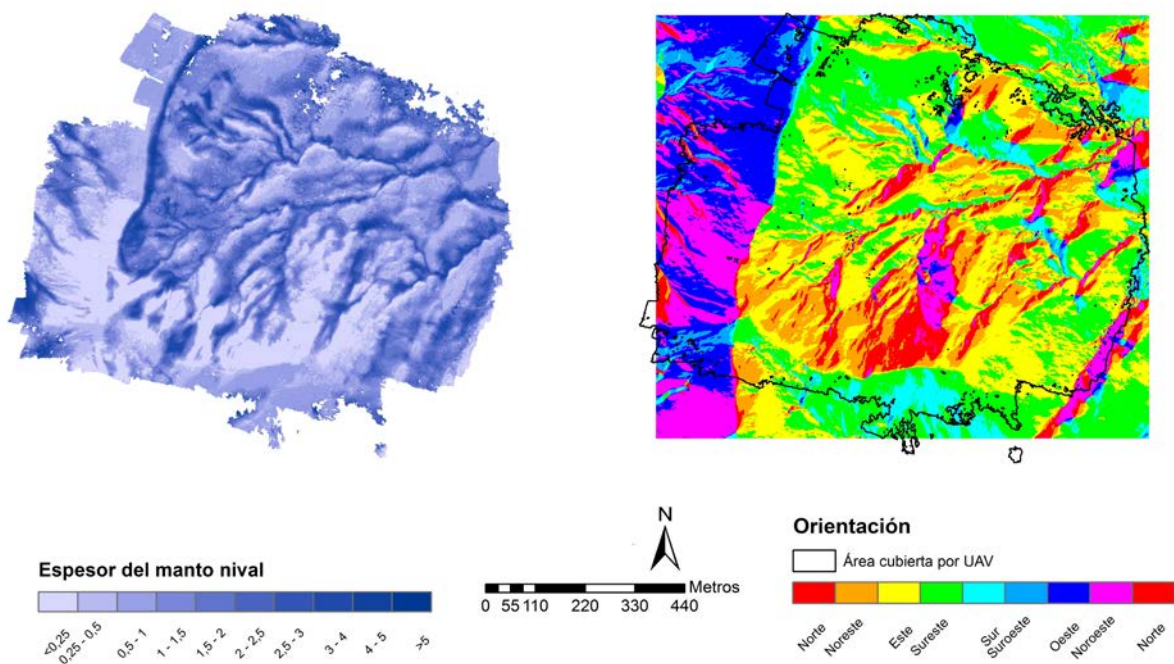 Espesor del manto nival
<0,25
0,25 - 0,5
0,5 - 1
1 - 1,5
1,5 - 2
2 - 2,5
2,5 - 3
3 - 4
4 - 5
>5
N
Metros
0 55 110 220 330 440
Orientación
Área cubierta por UAV
Norte
Noreste
Este
Sureste
Sur
Suroeste
Oeste
Noroeste
Norte